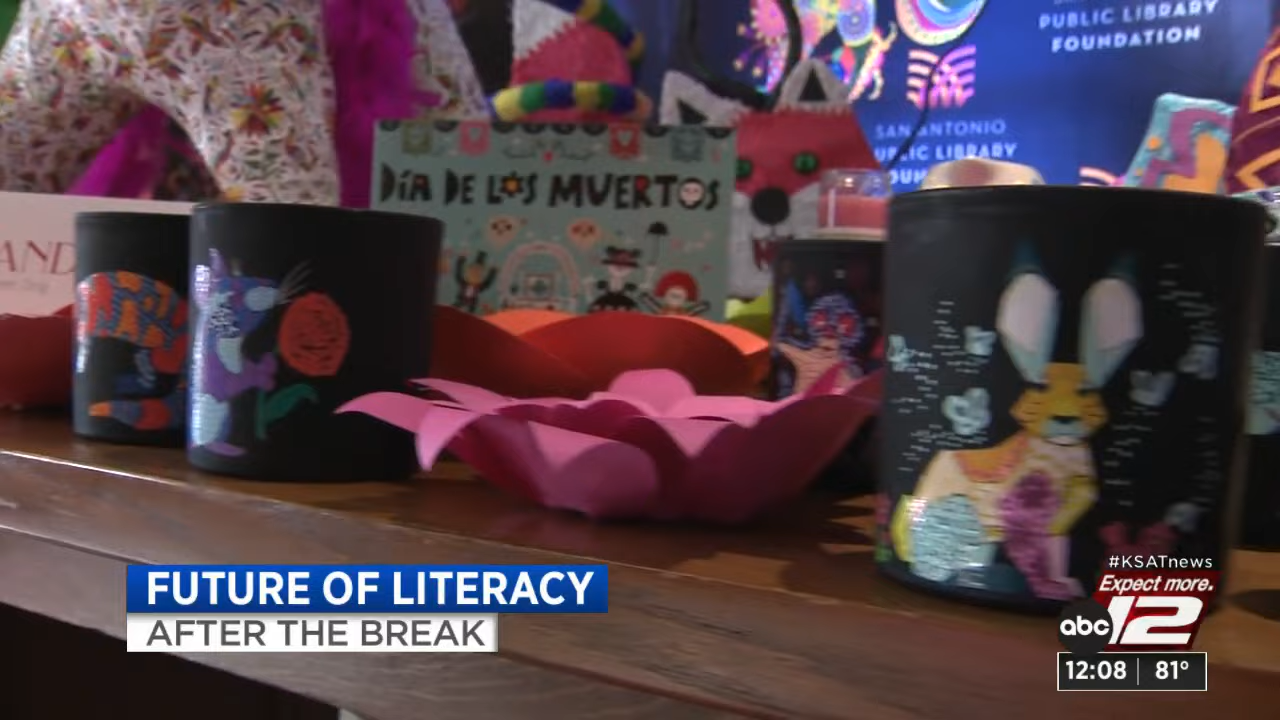 PUBLIC LIBRARY
FOUNDATION
SAN ANTONIO
PUBLIC LIBRARY
DÍA DE LOS MUERTOS
AND
FUTURE OF LITERACY
AFTER THE BREAK
#KSATnews
Expect more.
abc 12
12:08 81°